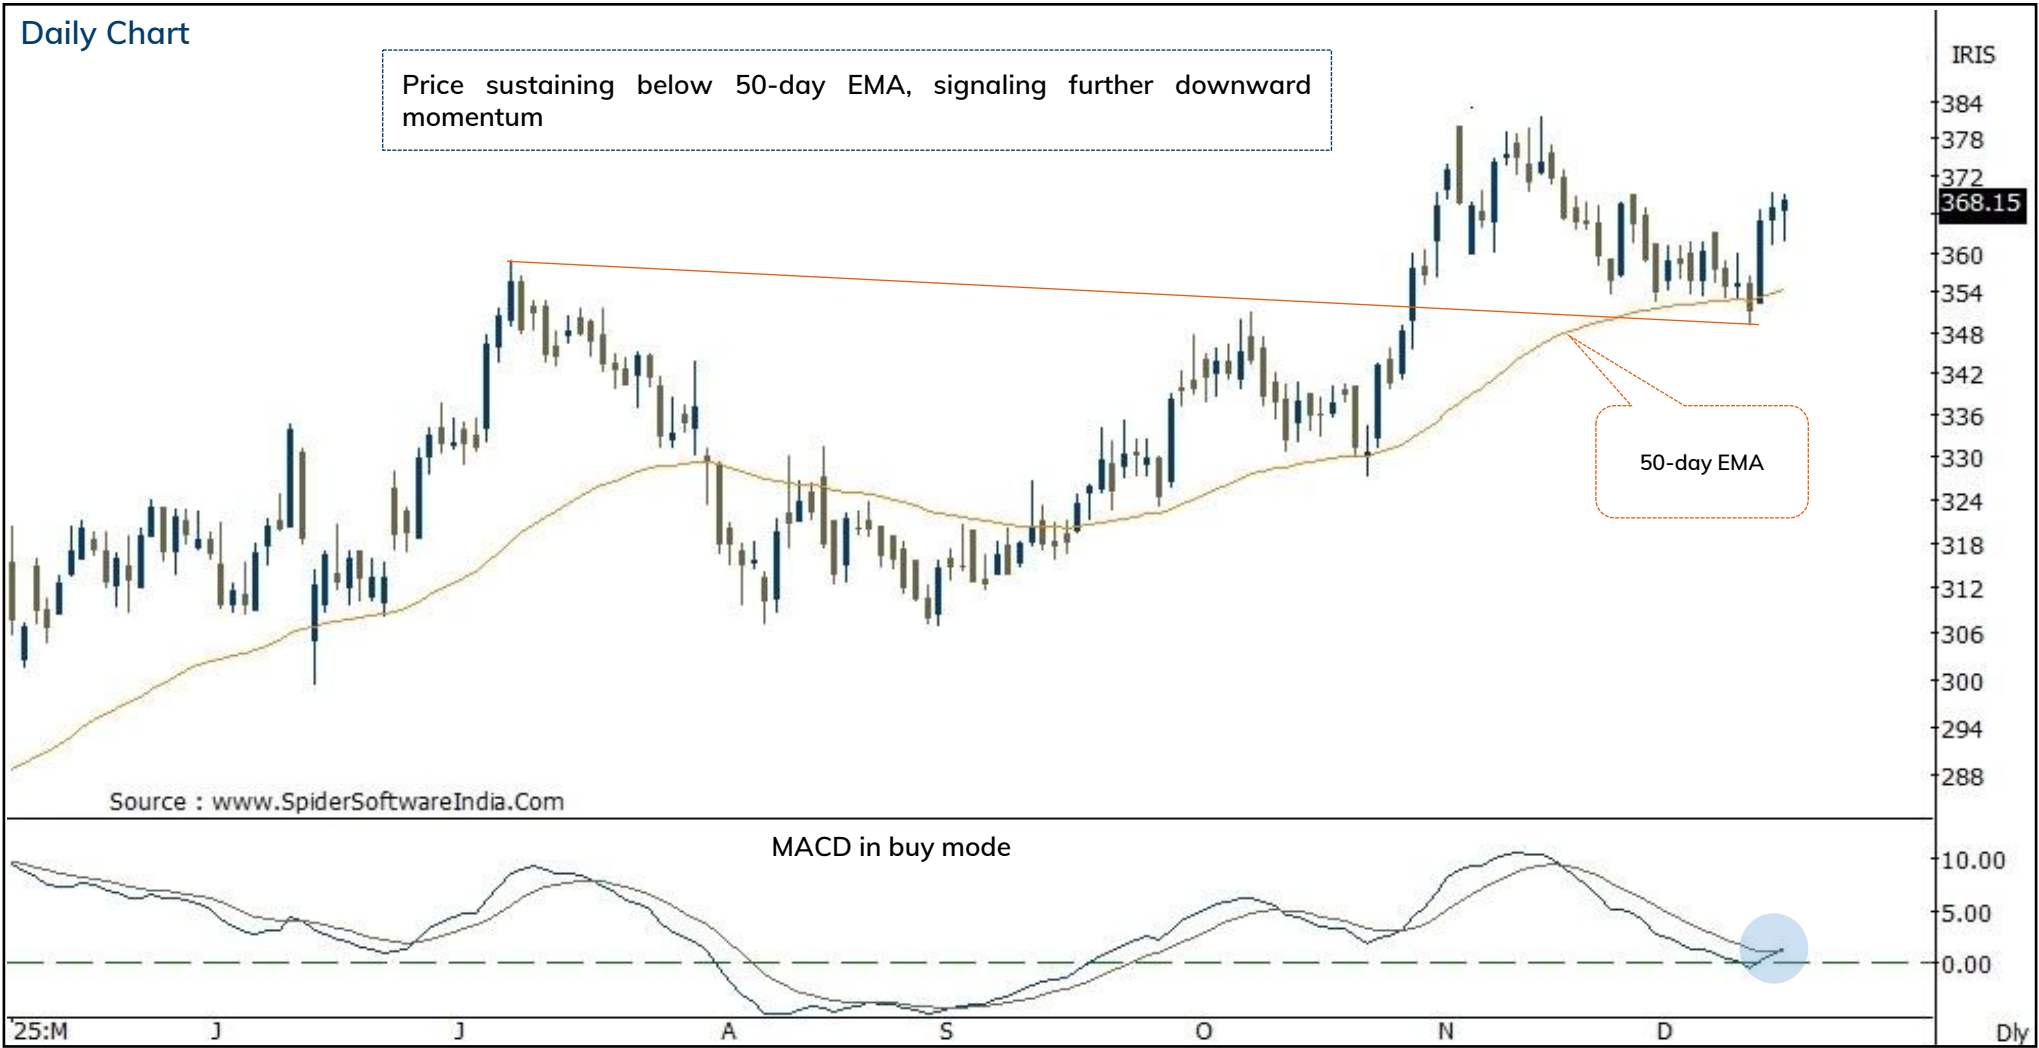 Daily Chart
Price sustaining below 50-day EMA, signaling further downward
momentum
IRIS
384
378
372
368.15
360
354
348
342
336
330
324
318
312
306
300
294
288
50-day EMA
Source : www.SpiderSoftwareIndia.Com
MACD in buy mode
10.00
5.00
0.00
'25:M J J A S O N D Dly